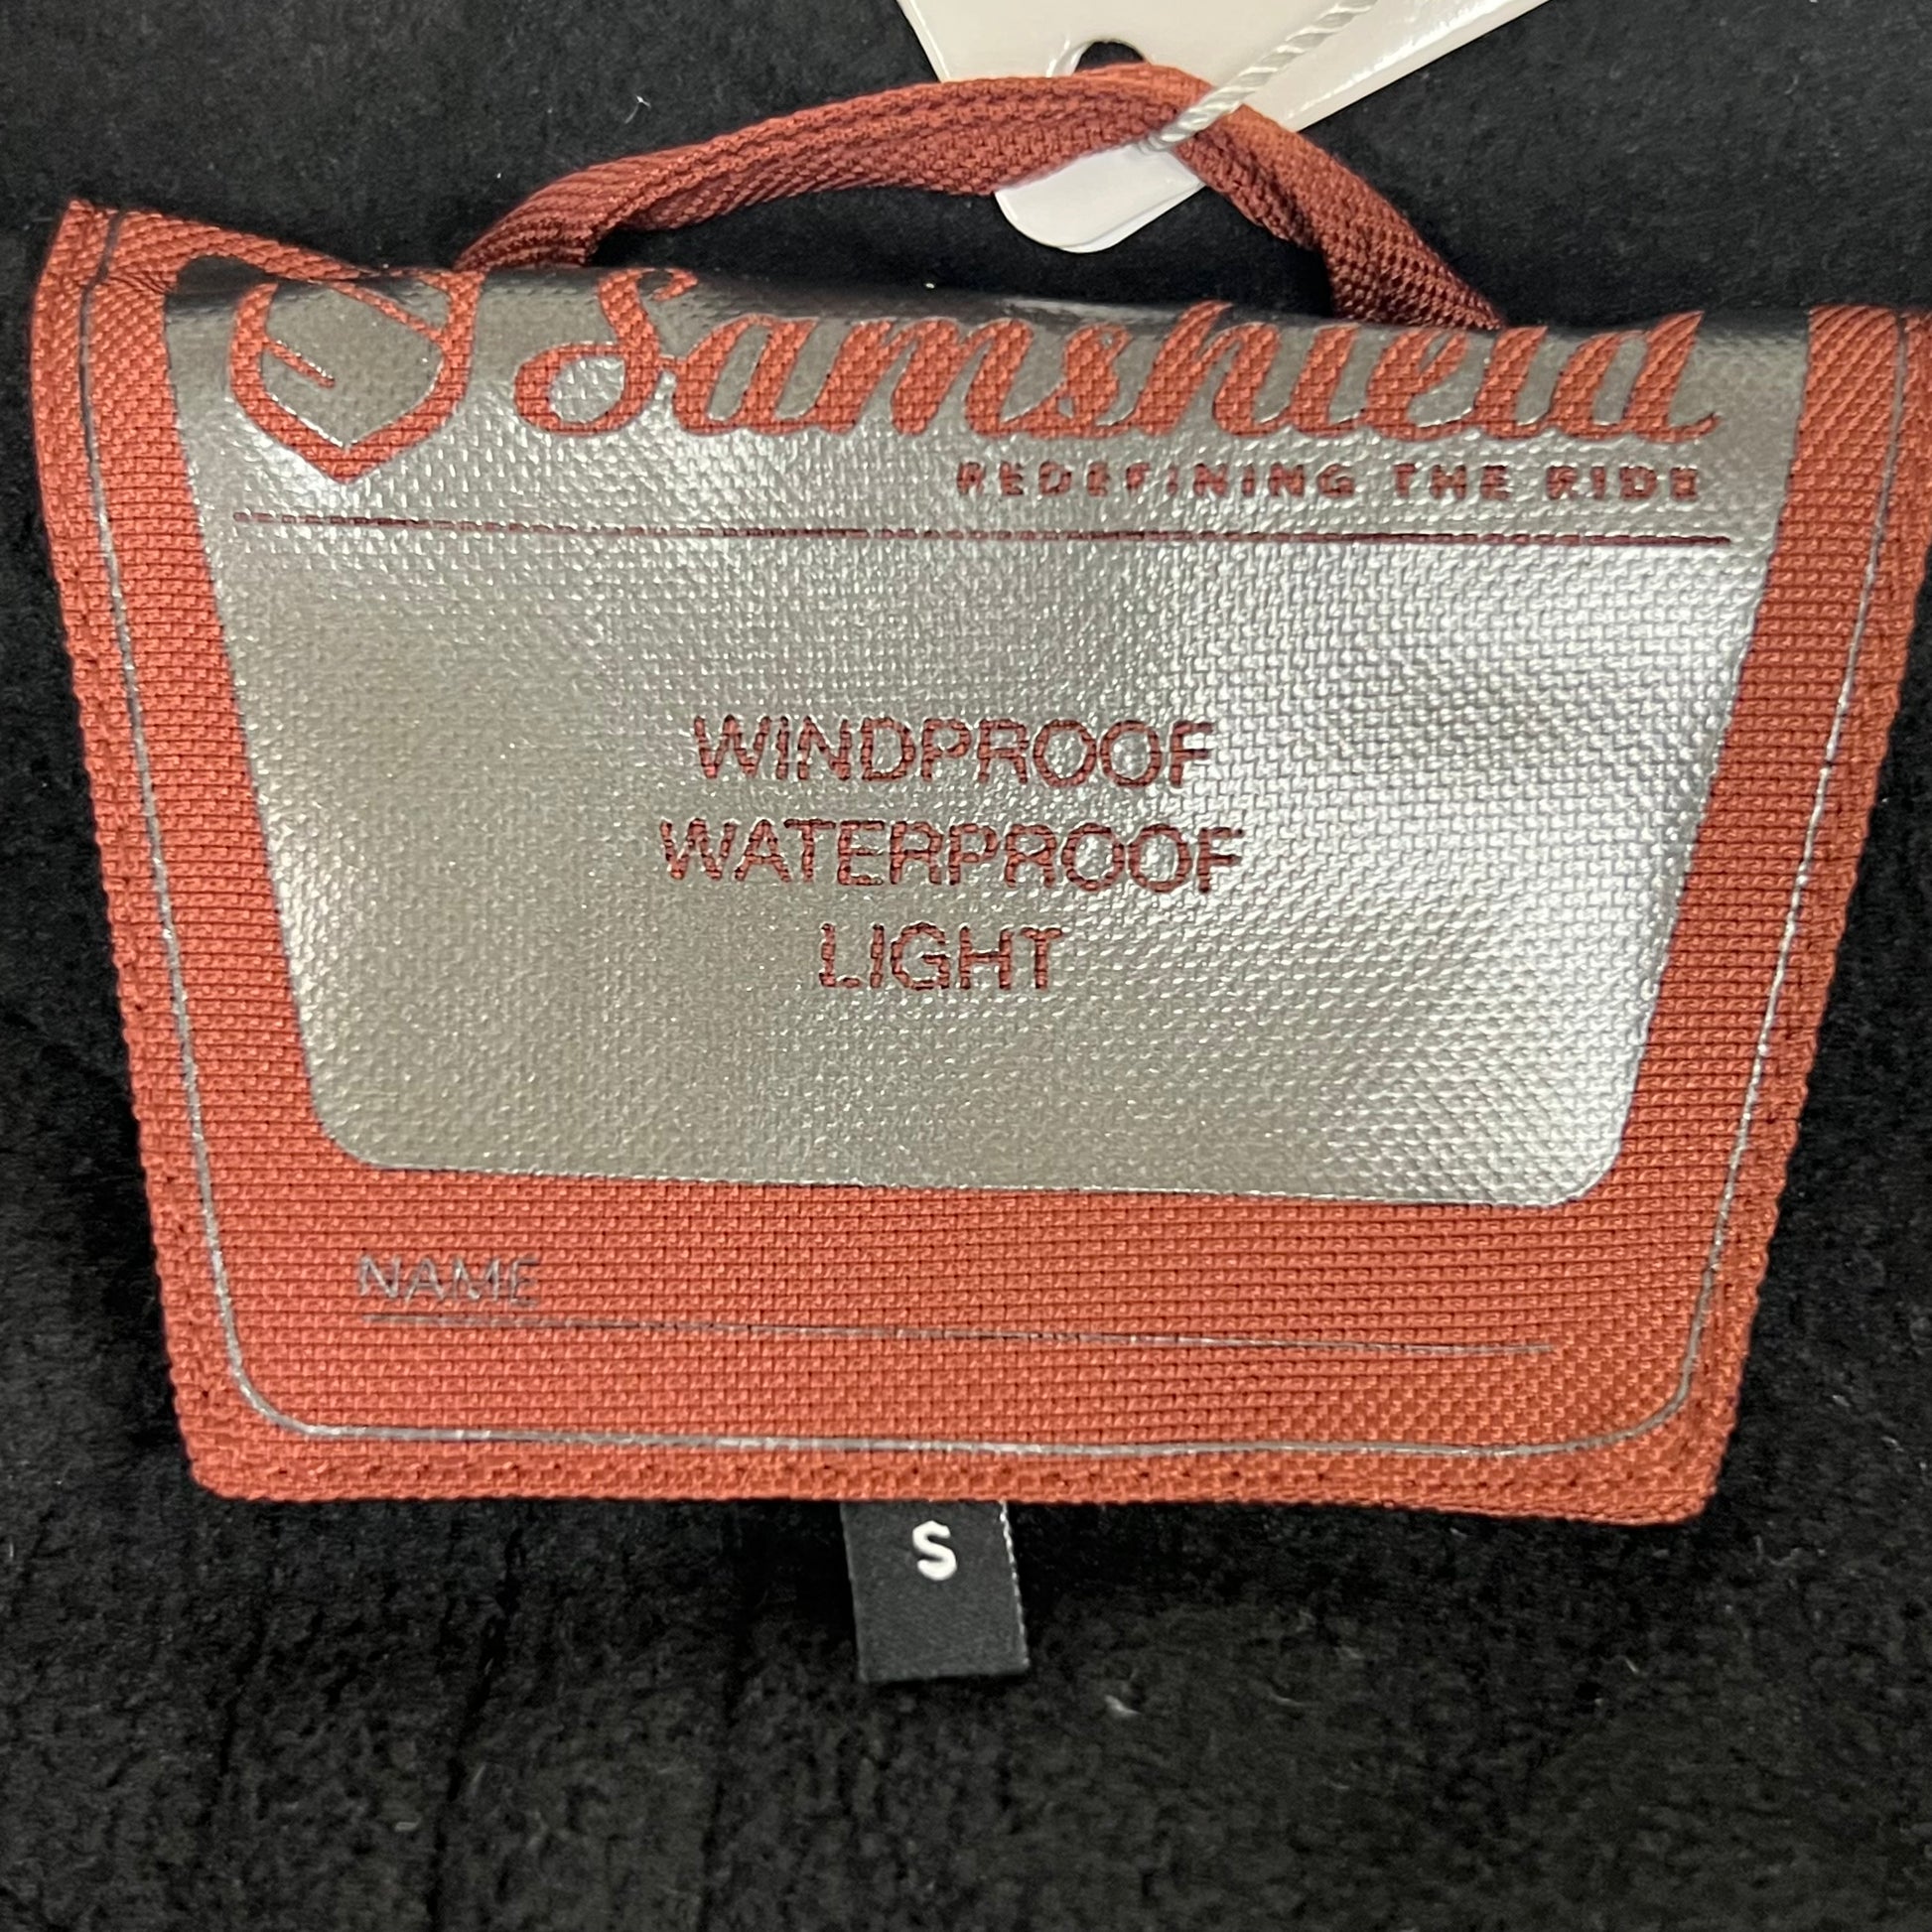 Samshield
REDEFINING THE RIDE
WINDPROOF
WATERPROOF
LIGHT
NAME
S